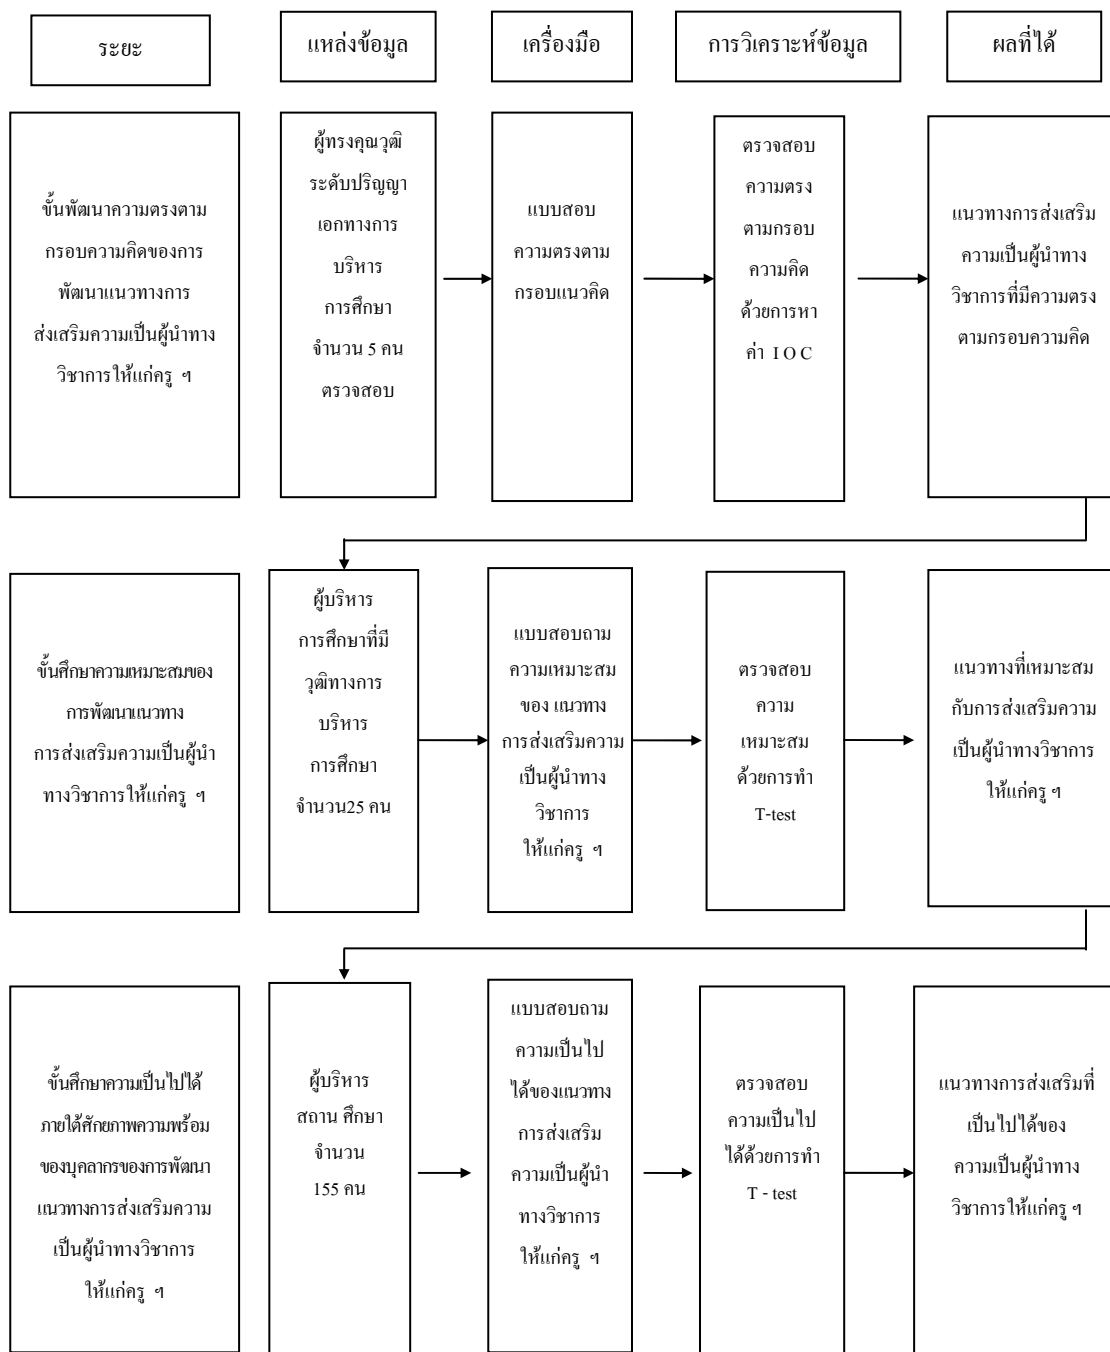 ระยะ
แหล่งข้อมูล
เครื่องมือ
การวิเคราะห์ข้อมูล
ผลที่ได้
ขั้นพัฒนาความตรงตาม
กรอบความคิดของการ
พัฒนาแนวทางการ
ส่งเสริมความเป็นผู้นำทาง
วิชาการให้แก่ครู ฯ
ผู้ทรงคุณวุฒิ
ระดับปริญญา
เอกทางการ
บริหาร
การศึกษา
จำนวน 5 คน
ตรวจสอบ
แบบสอบ
ความตรงตาม
กรอบแนวคิด
ตรวจสอบ
ความตรง
ตามกรอบ
ความคิด
ด้วยการหา
ค่า I O C
แนวทางการส่งเสริม
ความเป็นผู้นำทาง
วิชาการที่มีความตรง
ตามกรอบความคิด
ขั้นศึกษาความเหมาะสมของ
การพัฒนาแนวทาง
การส่งเสริมความเป็นผู้นำ
ทางวิชาการให้แก่ครู ฯ
ผู้บริหาร
การศึกษาที่มี
วุฒิทางการ
บริหาร
การศึกษา
จำนวน25 คน
แบบสอบถาม
ความเหมาะสม
ของ แนวทาง
การส่งเสริมความ
เป็นผู้นำทาง
วิชาการ
ให้แก่ครู ฯ
ตรวจสอบ
ความ
เหมาะสม
ด้วยการทำ
T-test
แนวทางที่เหมาะสม
กับการส่งเสริมความ
เป็นผู้นำทางวิชาการ
ให้แก่ครู ฯ
ขั้นศึกษาความเป็นไปได้
ภายใต้ศักยภาพความพร้อม
ของบุคลากรของการพัฒนา
แนวทางการส่งเสริมความ
เป็นผู้นำทางวิชาการ
ให้แก่ครู ฯ
ผู้บริหาร
สถาน ศึกษา
จำนวน
155 คน
แบบสอบถาม
ความเป็นไป
ได้ของแนวทาง
การส่งเสริม
ความเป็นผู้นำ
ทางวิชาการ
ให้แก่ครู ฯ
ตรวจสอบ
ความเป็นไป
ได้ด้วยการทำ
T - test
แนวทางการส่งเสริมที่
เป็นไปได้ของ
ความเป็นผู้นำทาง
วิชาการให้แก่ครู ฯ